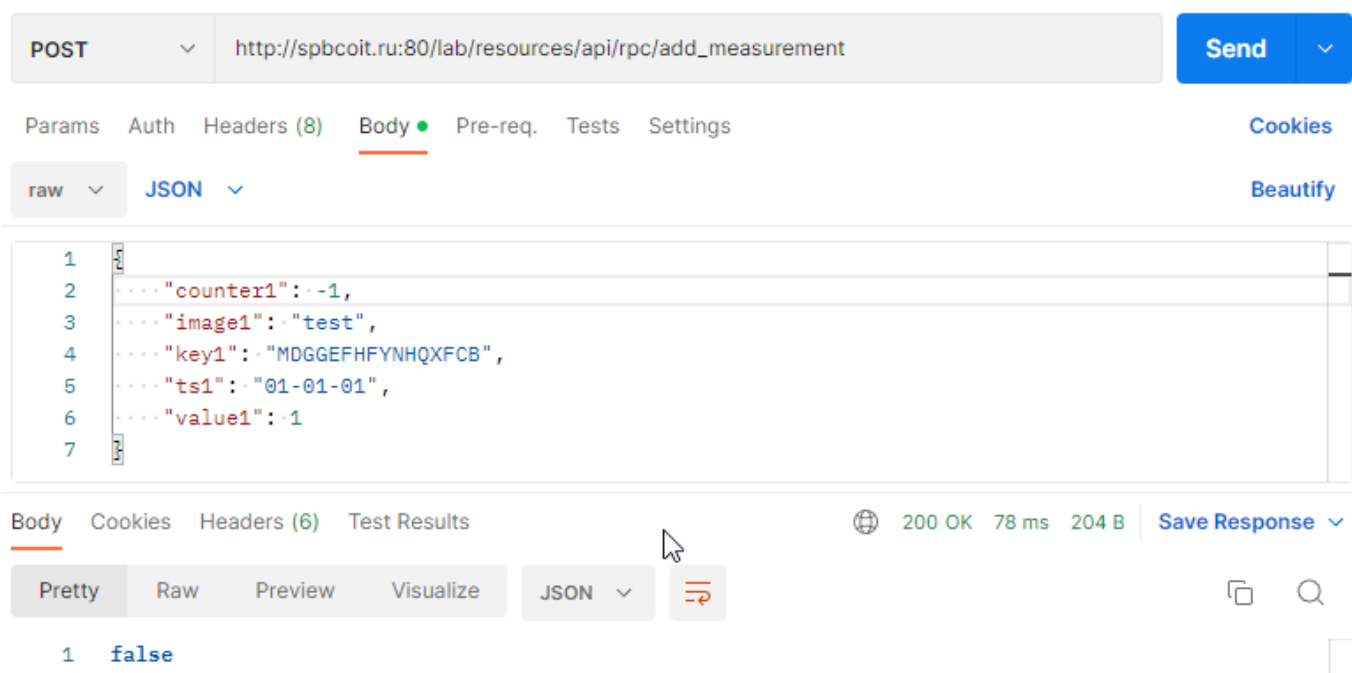 POST http://spbcoit.ru:80/lab/resources/api/rpc/add_measurement Send
Params Auth Headers (8) Body Pre-req. Tests Settings Cookies
raw JSON Beautify
1 {
2 "counter1": -1,
3 "image1": "test",
4 "key1": "MDGGEFHFYNHQXFCB",
5 "ts1": "01-01-01",
6 "value1": 1
7 }
Body Cookies Headers (6) Test Results 200 OK 78 ms 204 B Save Response
Pretty Raw Preview Visualize JSON
1 false